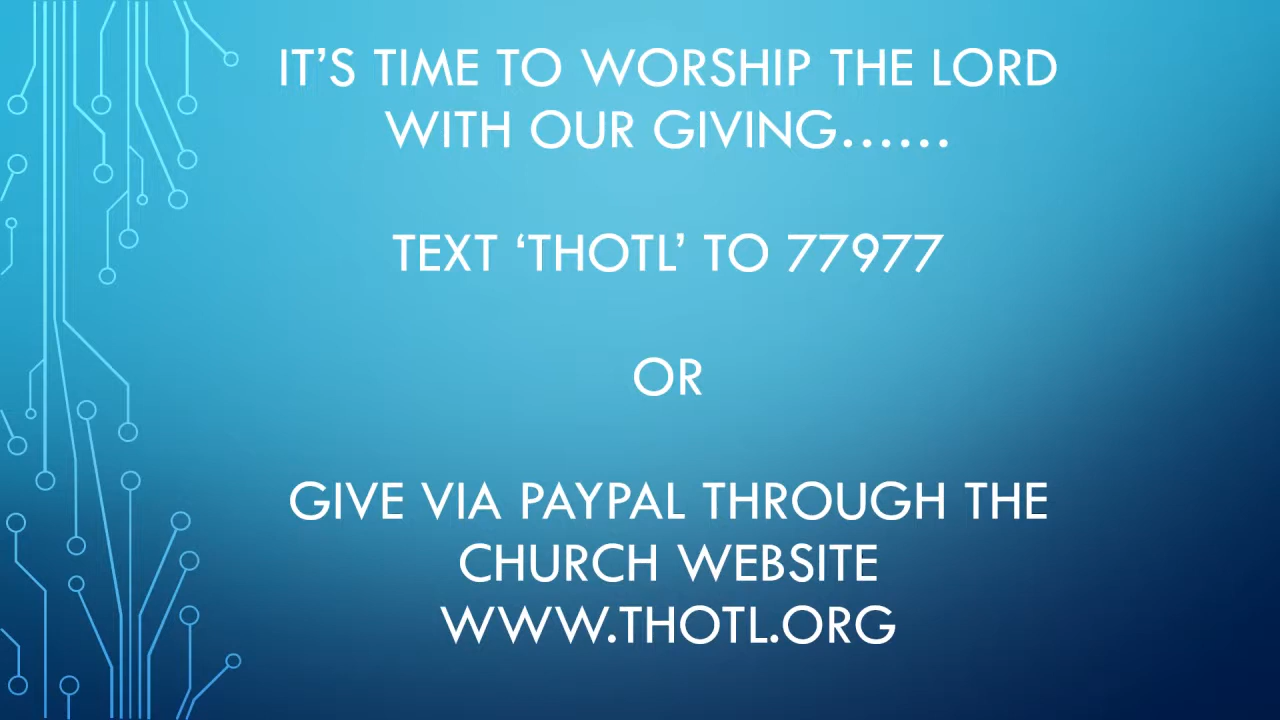 IT’S TIME TO WORSHIP THE LORD
WITH OUR GIVING……
TEXT ‘THOTL’ TO 77977
OR
GIVE VIA PAYPAL THROUGH THE
CHURCH WEBSITE
WWW.THOTL.ORG